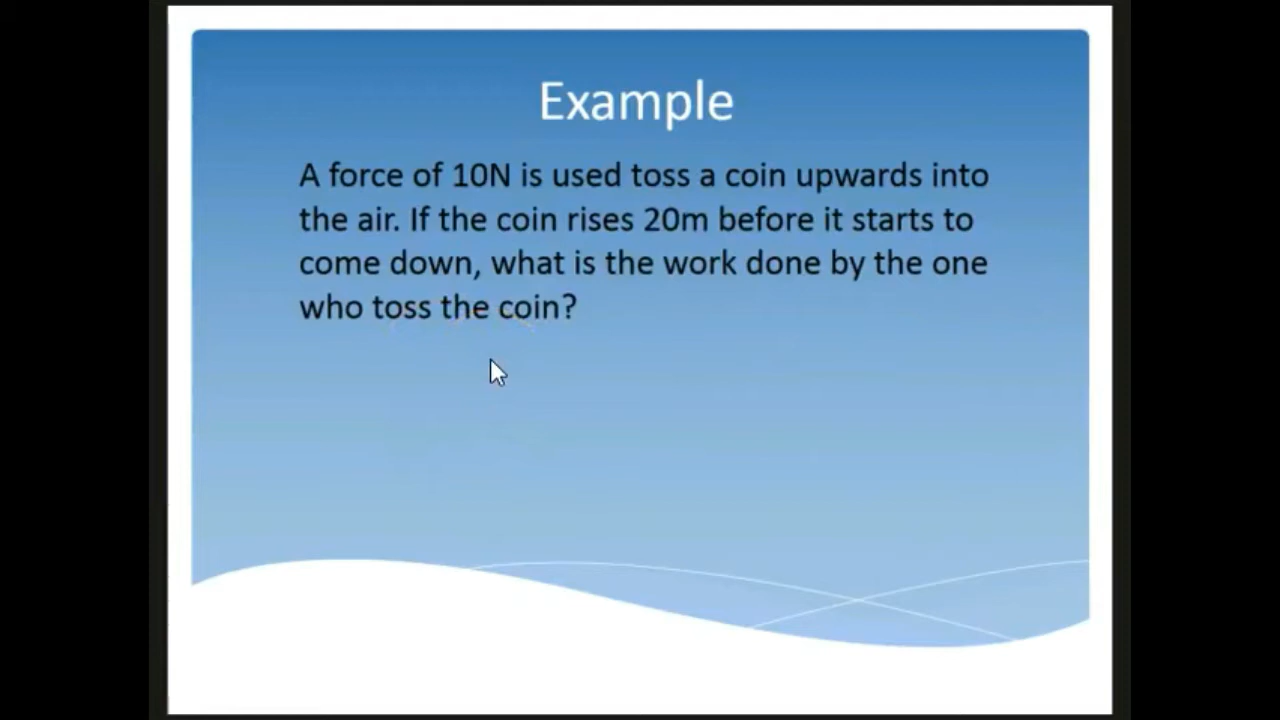 Example
A force of 10N is used toss a coin upwards into
the air. If the coin rises 20m before it starts to
come down, what is the work done by the one
who toss the coin?